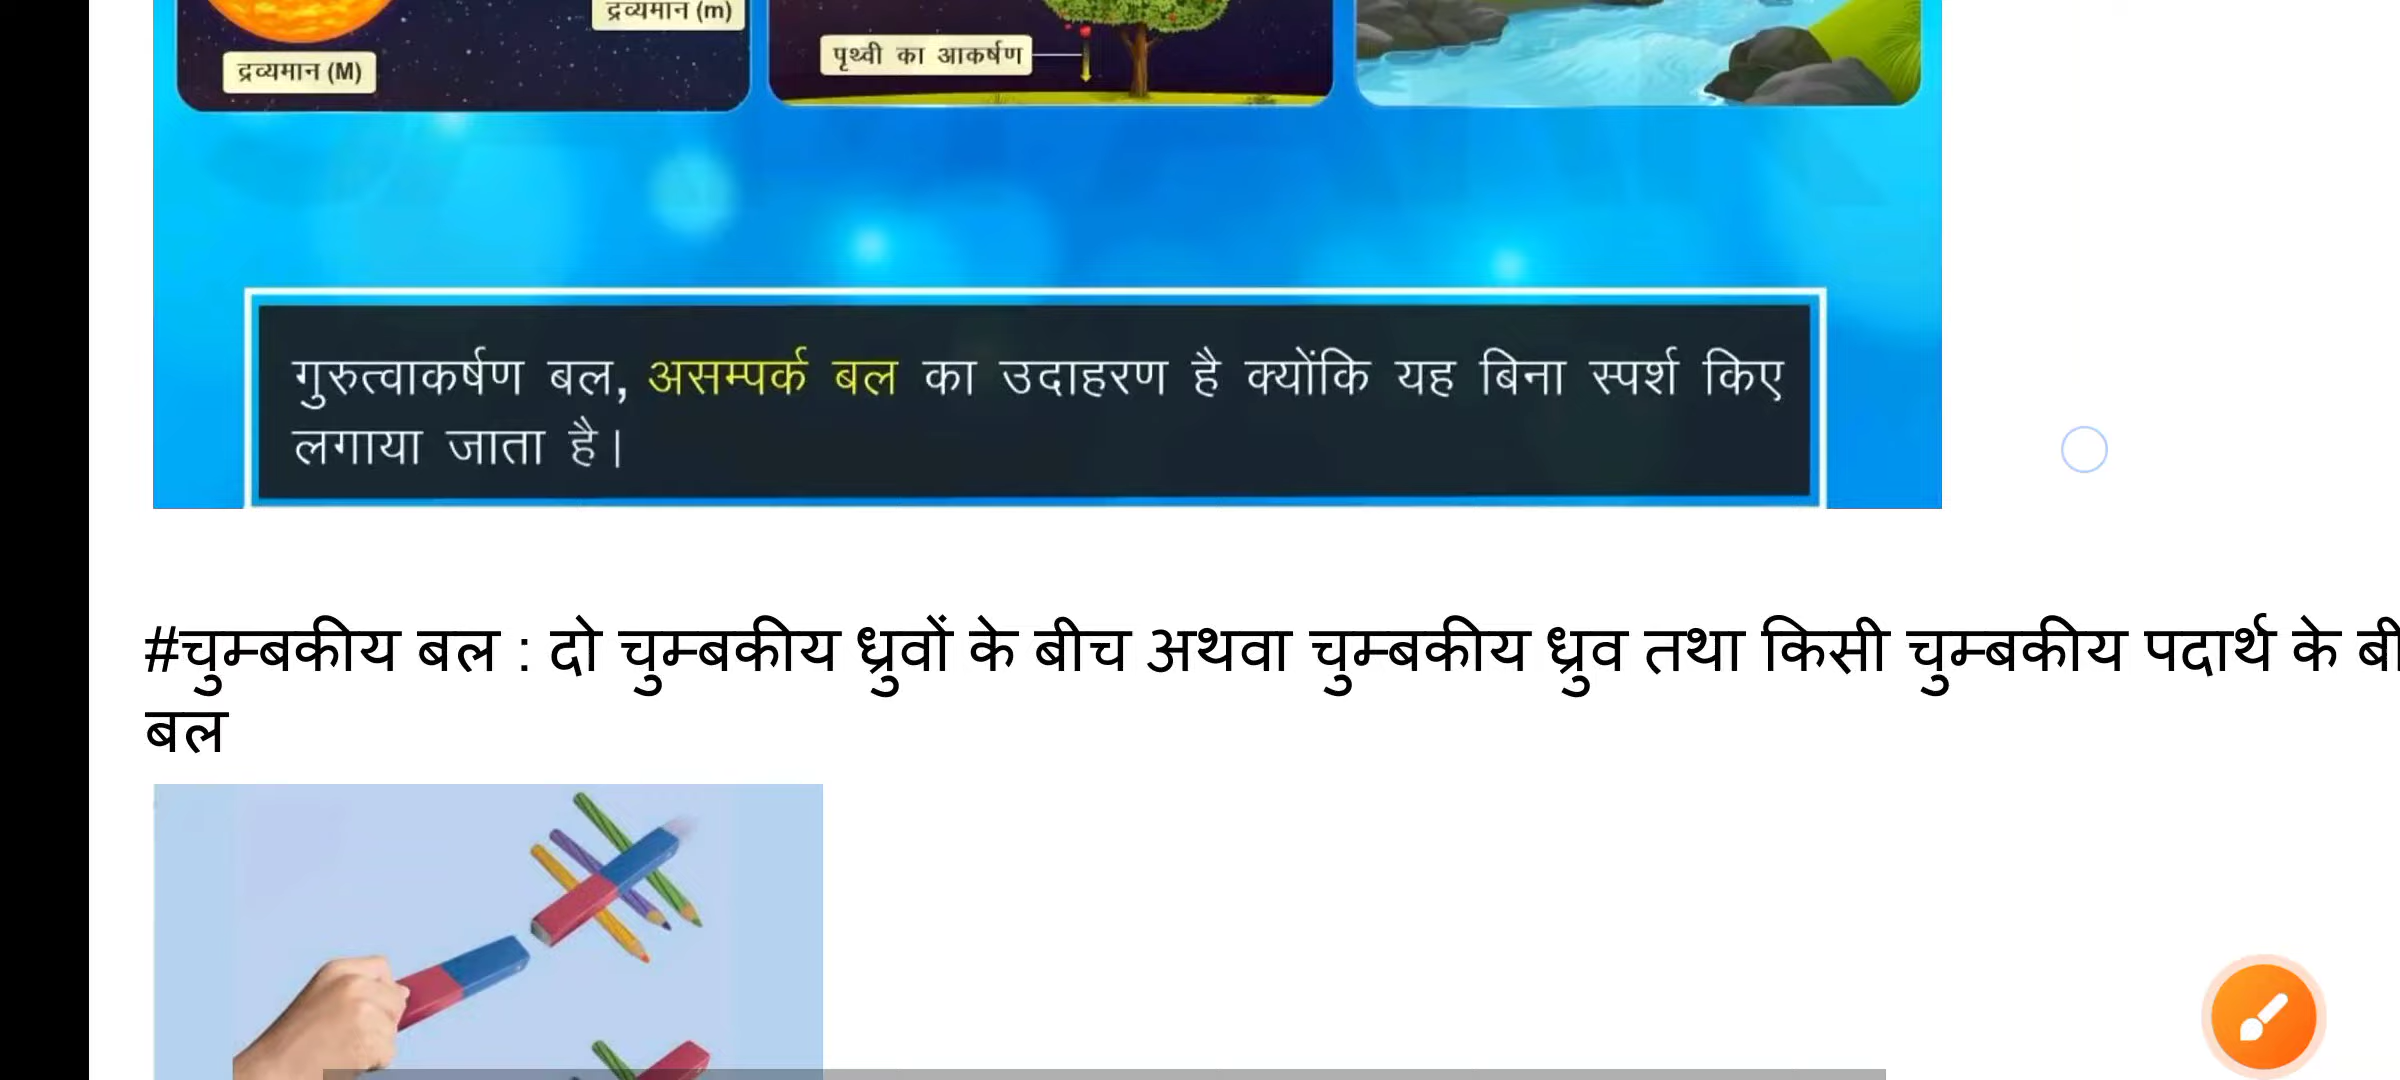 द्रव्यमान (m)
द्रव्यमान (M)
पृथ्वी का आकर्षण
गुरुत्वाकर्षण बल, असम्पर्क बल का उदाहरण है क्योंकि यह बिना स्पर्श किए
लगाया जाता है।
#चुम्बकीय बल : दो चुम्बकीय ध्रुवों के बीच अथवा चुम्बकीय ध्रुव तथा किसी चुम्बकीय पदार्थ के
बल